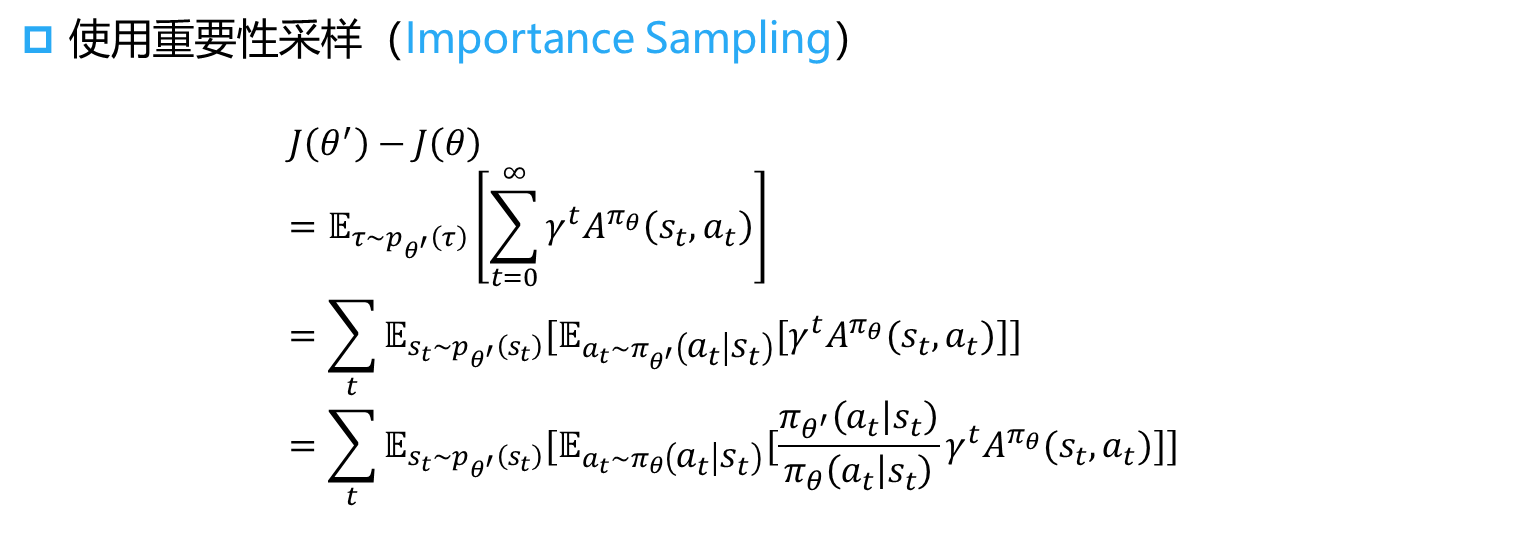 使用重要性采样（Importance Sampling）
J(θ′) − J(θ)
= 𝔼_{τ∼p_{θ′}(τ)} [ ∑_{t=0}^{∞} γ^t A^{π_θ}(s_t, a_t) ]
= ∑_t 𝔼_{s_t∼p_{θ′}(s_t)}[𝔼_{a_t∼π_{θ′}(a_t|s_t)}[γ^t A^{π_θ}(s_t, a_t)]]
= ∑_t 𝔼_{s_t∼p_{θ′}(s_t)}[𝔼_{a_t∼π_θ(a_t|s_t)}[\frac{π_{θ′}(a_t|s_t)}{π_θ(a_t|s_t)} γ^t A^{π_θ}(s_t, a_t)]]